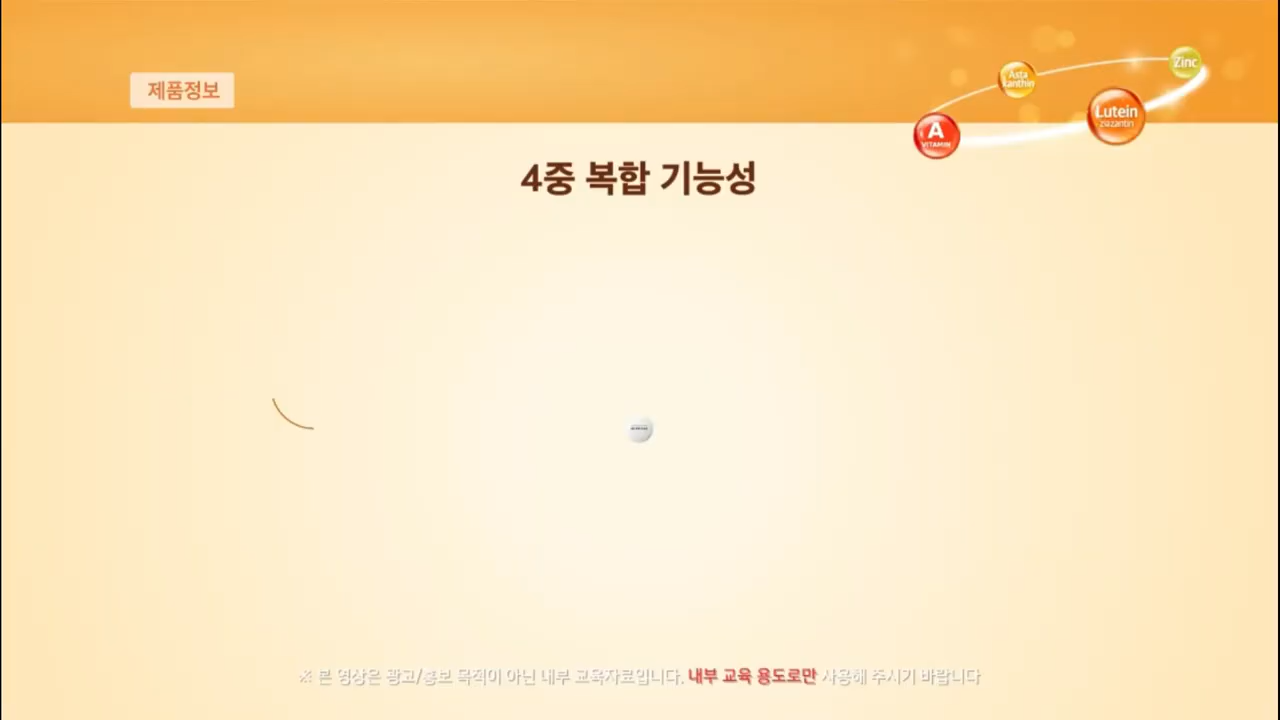 제품정보
Asta
xanthin
Zinc
Lutein
ziazantin
A
VITAMIN
4중 복합 기능성
※ 본 영상은 광고/홍보 목적이 아닌 내부 교육자료입니다. 내부 교육 용도로만 사용해 주시기 바랍니다